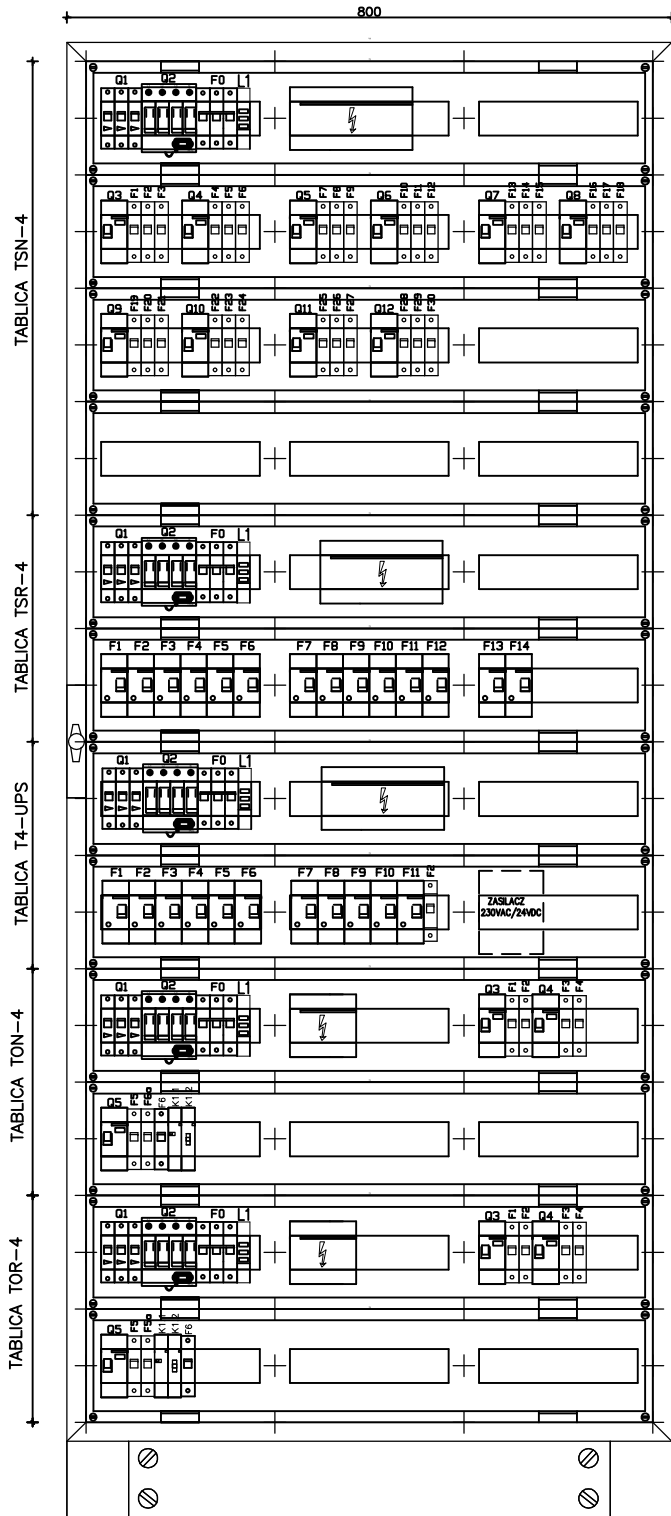 800
TABLICA TSN-4
Q1 Q2 F0 L1
Q3 F1 F2 F3 Q4 F4 F5 F6 Q5 F7 F8 F9 Q6 F10 F11 F12 Q7 F13 F14 F15 Q8 F16 F17 F18
Q9 F19 F20 F21 Q10 F22 F23 F24 Q11 F25 F26 F27 Q12 F28 F29 F30
TABLICA TSR-4
Q1 Q2 F0 L1
F1 F2 F3 F4 F5 F6 F7 F8 F9 F10 F11 F12 F13 F14
TABLICA T4-UPS
Q1 Q2 F0 L1
F1 F2 F3 F4 F5 F6 F7 F8 F9 F10 F11 F2
ZASILACZ
230VAC/24VDC
TABLICA TON-4
Q1 Q2 F0 L1 Q3 F1 F2 Q4 F3 F4
Q5 F5 F6a F6
TABLICA TOR-4
Q1 Q2 F0 L1 Q3 F1 F2 Q4 F3 F4
Q5 F5 F5a F6